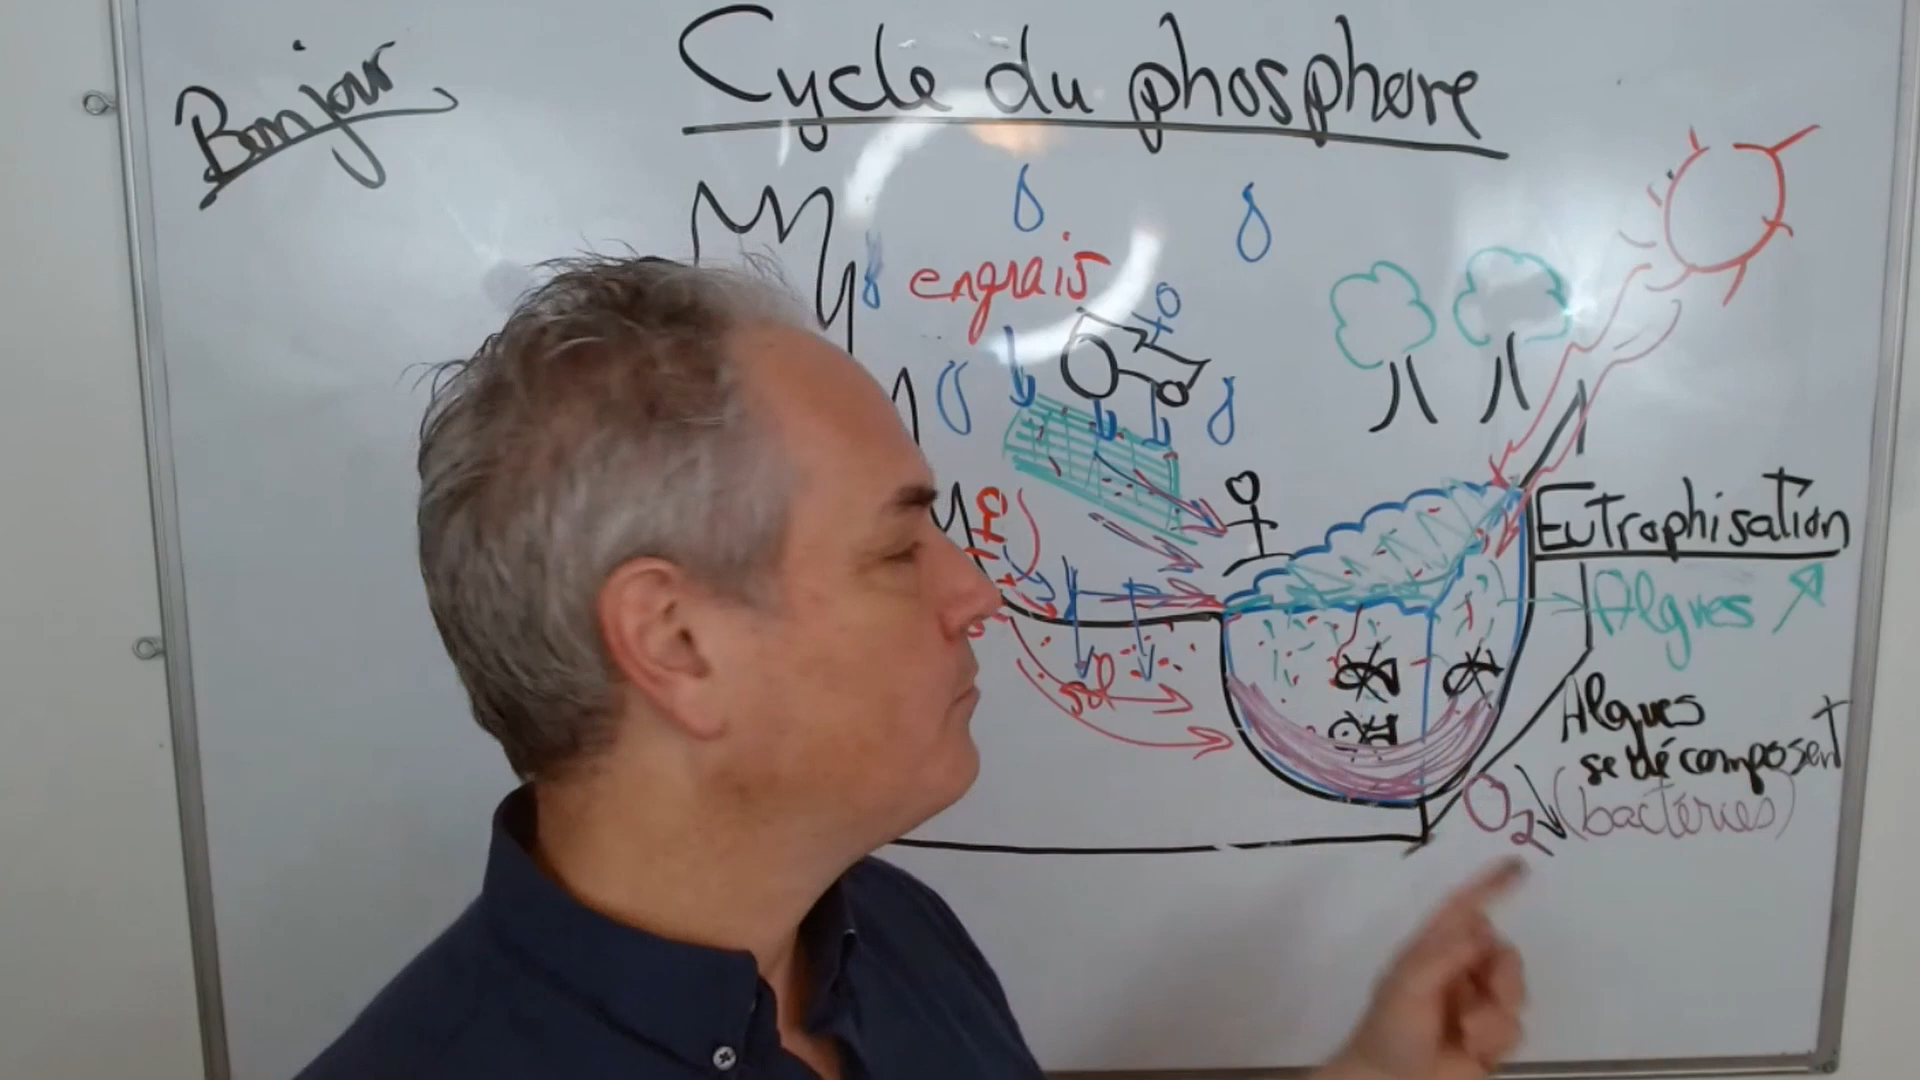 Bonjour
Cycle du phosphore
engrais
Eutrophisation
Algues
sol
Algues
se décomposent
O2 (bactéries)